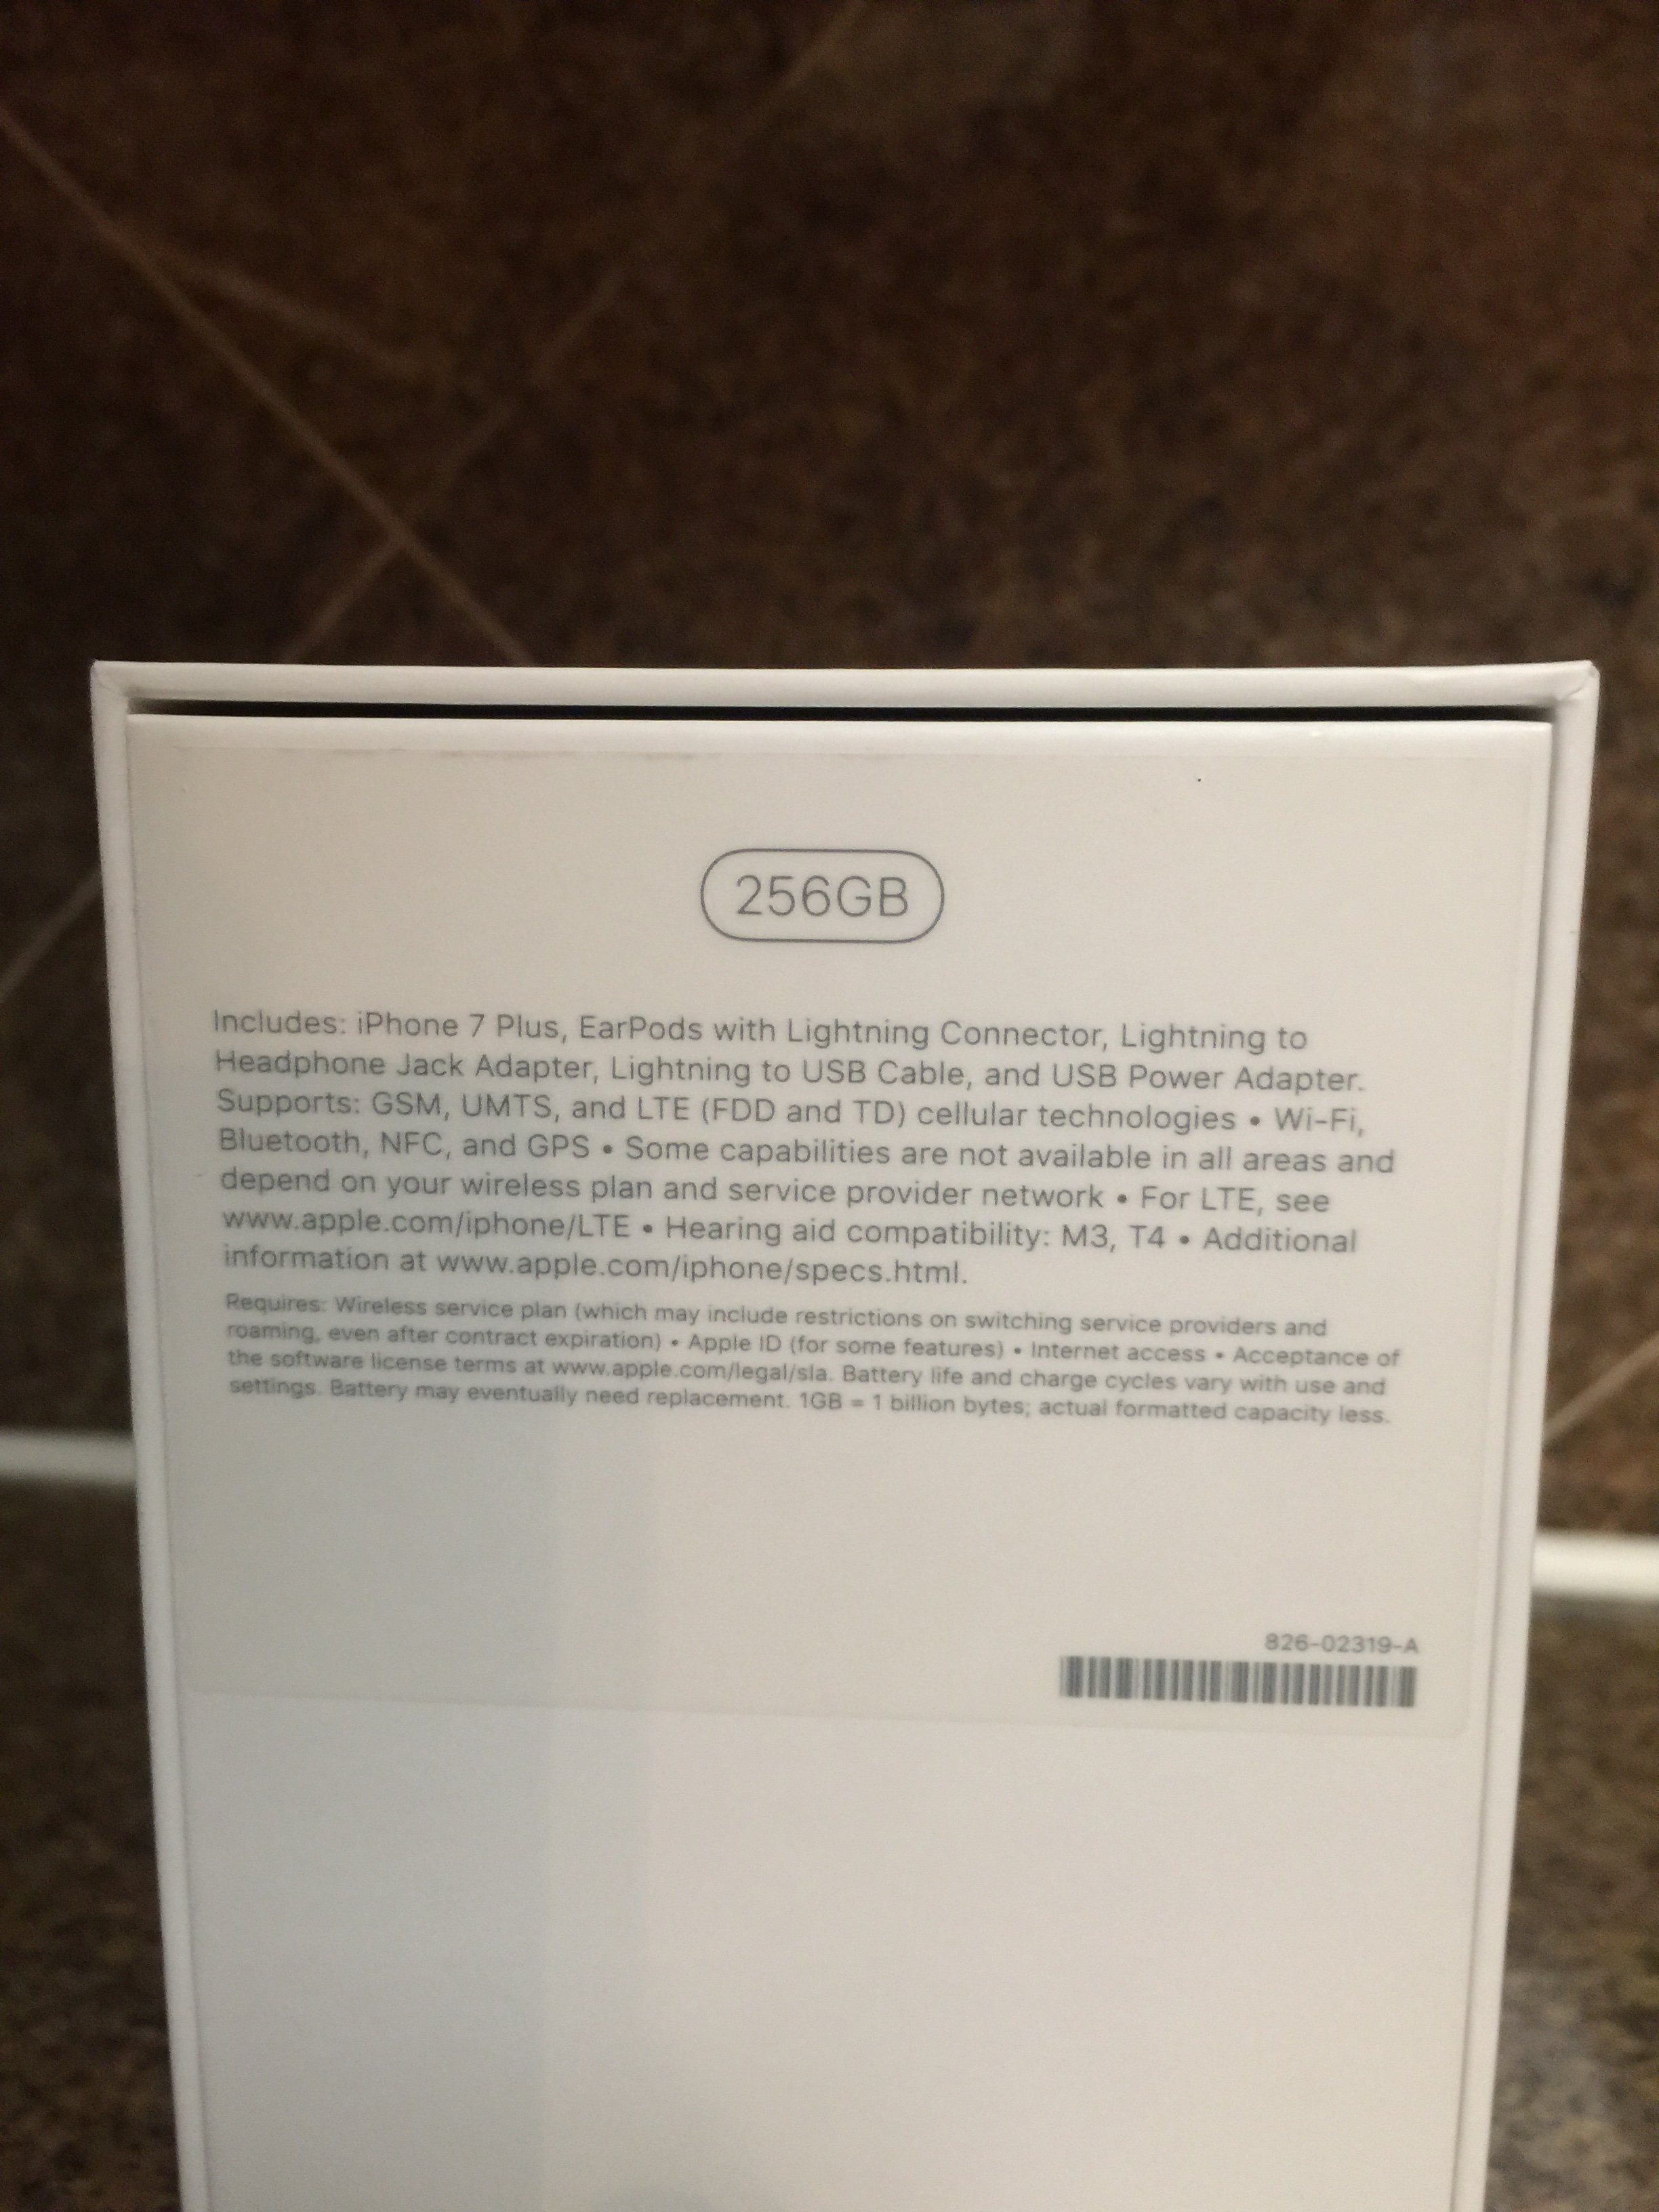 256GB
Includes: iPhone 7 Plus, EarPods with Lightning Connector, Lightning to
Headphone Jack Adapter, Lightning to USB Cable, and USB Power Adapter.
Supports: GSM, UMTS, and LTE (FDD and TD) cellular technologies • Wi-Fi,
Bluetooth, NFC, and GPS • Some capabilities are not available in all areas and
depend on your wireless plan and service provider network • For LTE, see
www.apple.com/iphone/LTE • Hearing aid compatibility: M3, T4 • Additional
information at www.apple.com/iphone/specs.html.
Requires: Wireless service plan (which may include restrictions on switching service providers and
roaming, even after contract expiration) • Apple ID (for some features) • Internet access • Acceptance of
the software license terms at www.apple.com/legal/sla. Battery life and charge cycles vary with use and
settings. Battery may eventually need replacement. 1GB = 1 billion bytes; actual formatted capacity less.
826-02319-A